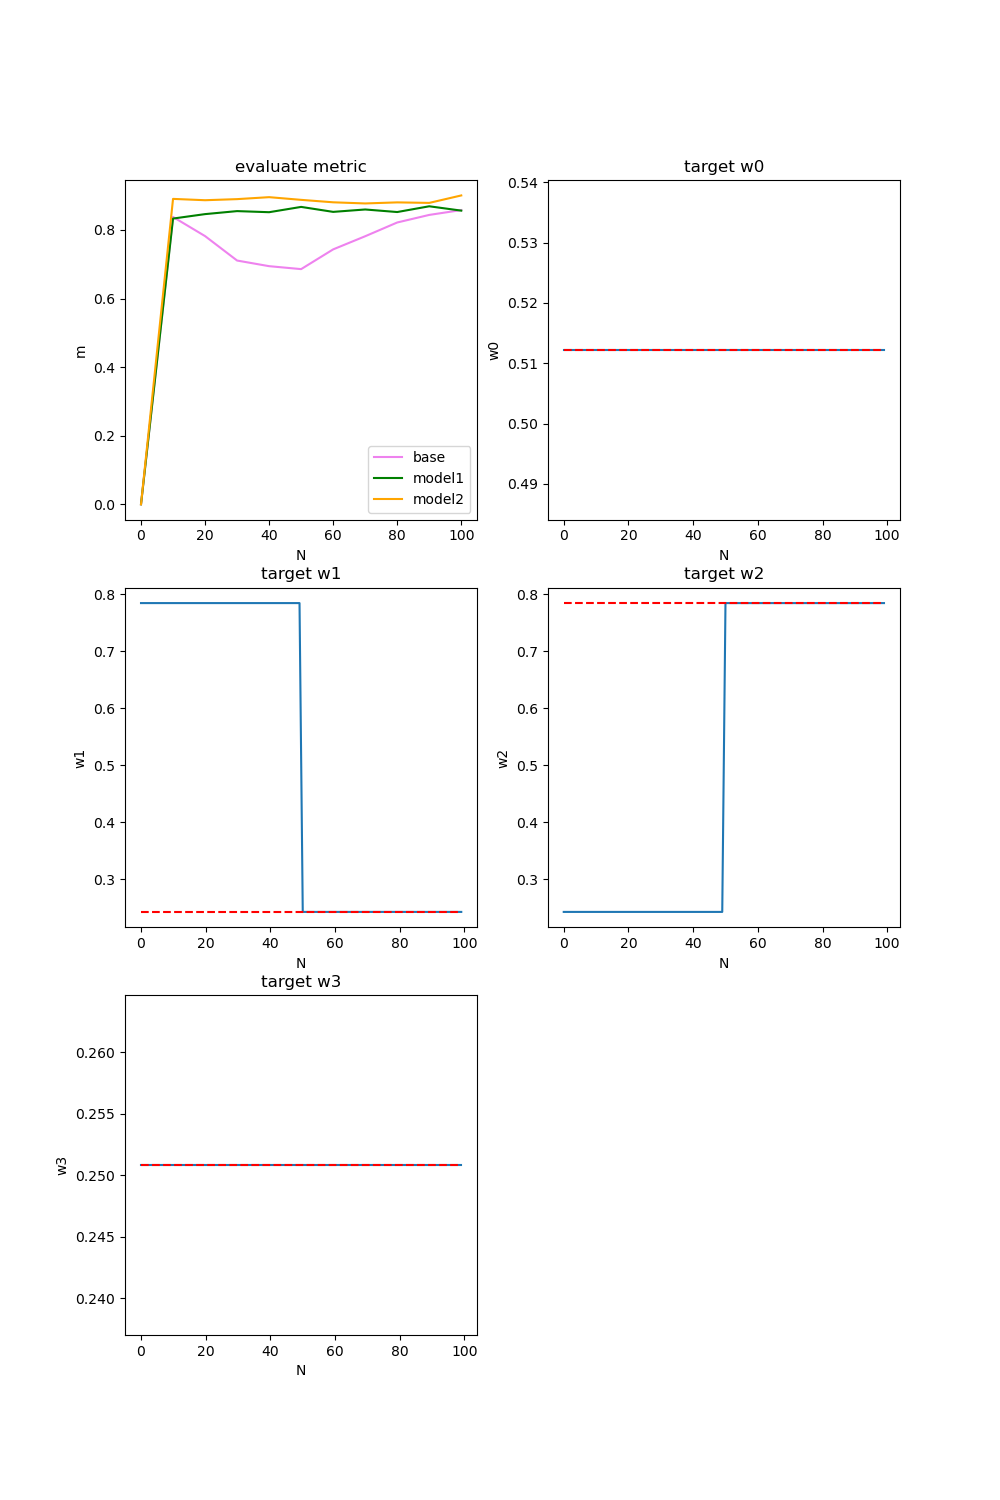 evaluate metric
0.8
0.6
0.4
0.2
0.0
m
0 20 40 60 80 100
N
base
model1
model2
target w0
0.54
0.53
0.52
0.51
0.50
0.49
w0
0 20 40 60 80 100
N
target w1
0.8
0.7
0.6
0.5
0.4
0.3
w1
0 20 40 60 80 100
N
target w2
0.8
0.7
0.6
0.5
0.4
0.3
w2
0 20 40 60 80 100
N
target w3
0.260
0.255
0.250
0.245
0.240
w3
0 20 40 60 80 100
N